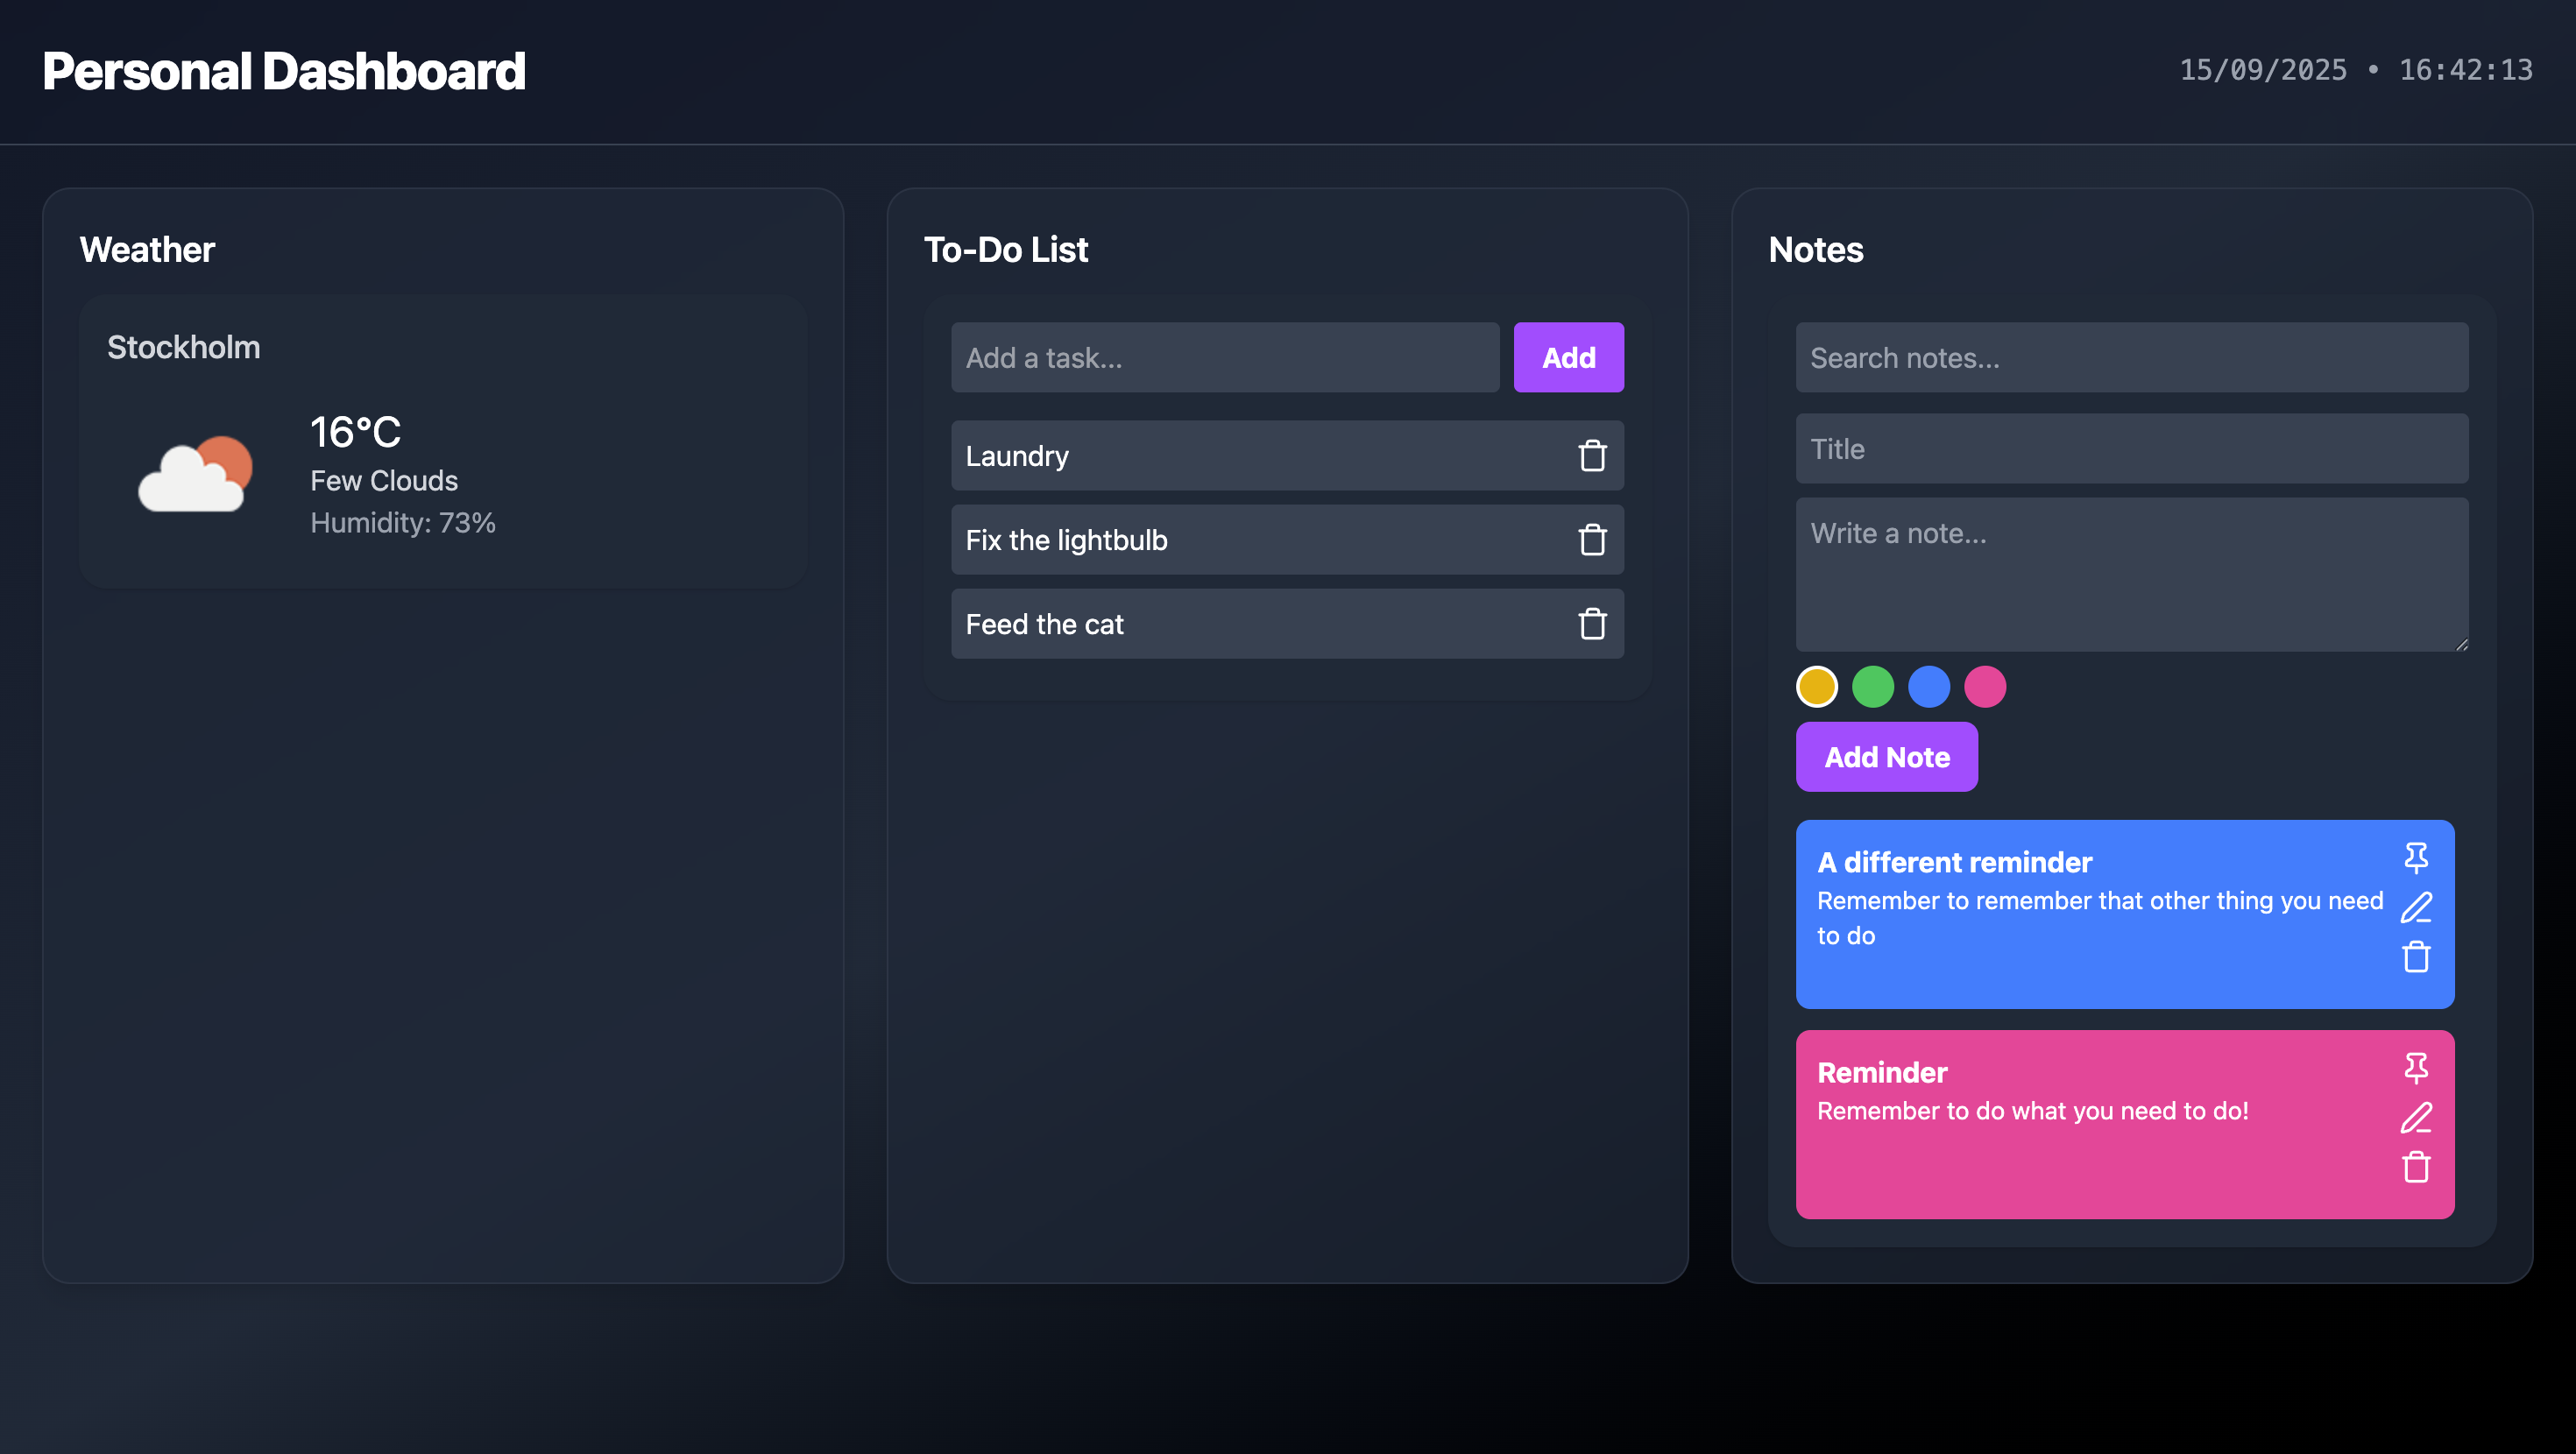 Personal Dashboard
15/09/2025 • 16:42:13
Weather
Stockholm
16°C
Few Clouds
Humidity: 73%
To-Do List
Add a task...
Add
Laundry
Fix the lightbulb
Feed the cat
Notes
Search notes...
Title
Write a note...
Add Note
A different reminder
Remember to remember that other thing you need
to do
Reminder
Remember to do what you need to do!